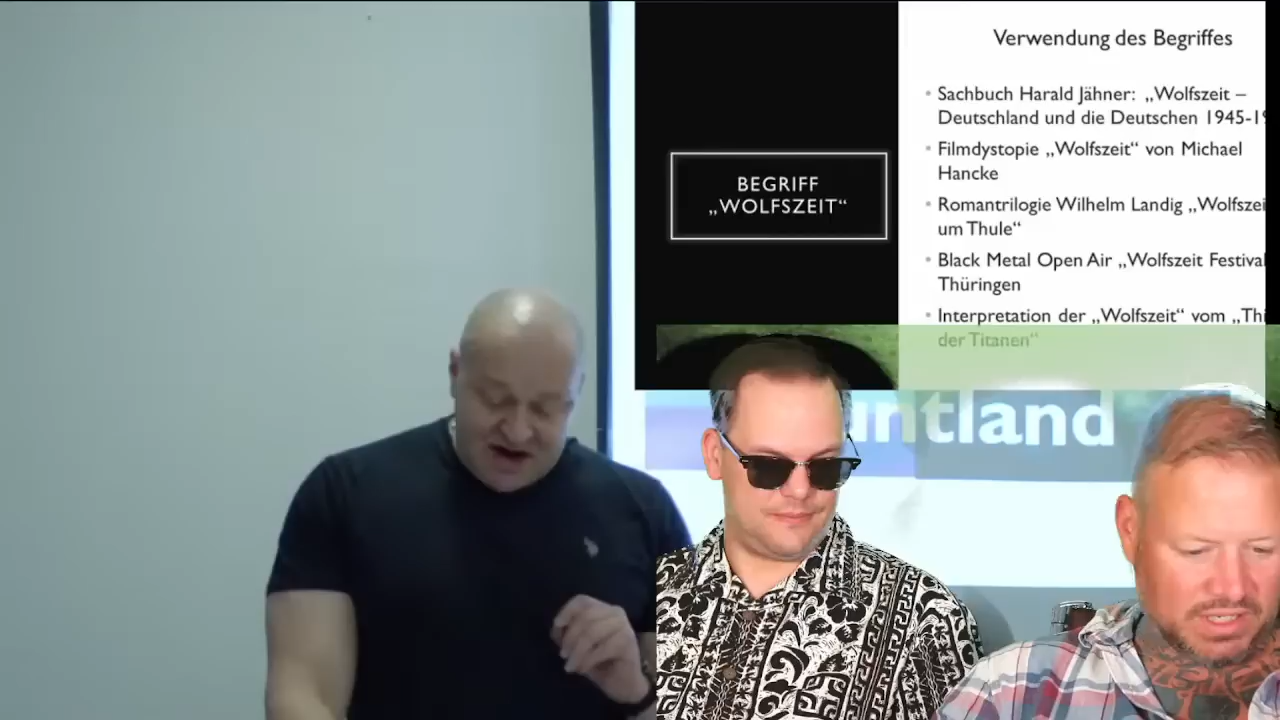 Verwendung des Begriffes
BEGRIFF
„WOLFSZEIT“
Sachbuch Harald Jähner: „Wolfszeit –
Deutschland und die Deutschen 1945-19
Filmdystopie „Wolfszeit“ von Michael
Hancke
Romantrilogie Wilhelm Landig „Wolfszei
um Thule“
Black Metal Open Air „Wolfszeit Festival
Thüringen
Interpretation der „Wolfszeit“ vom „Thi
der Titanen“
untland